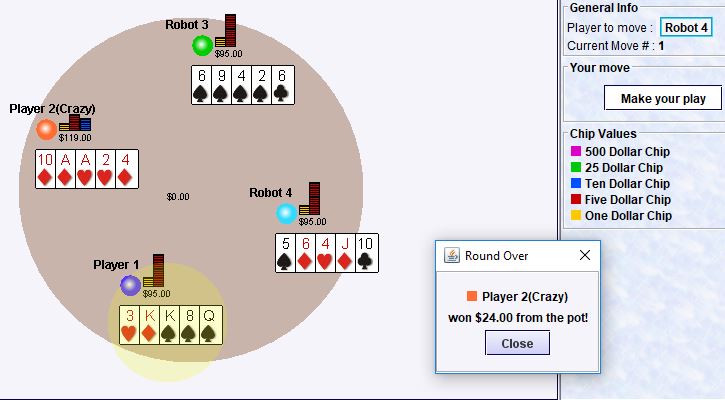 Robot 3
$95.00
6 9 4 2 6
Player 2(Crazy)
$119.00
10 A A 2 4
$0.00
Robot 4
$95.00
5 6 4 J 10
Player 1
$95.00
3 K K 8 Q
General Info
Player to move : Robot 4
Current Move # : 1
Your move
Make your play
Chip Values
500 Dollar Chip
25 Dollar Chip
Ten Dollar Chip
Five Dollar Chip
One Dollar Chip
Round Over
Player 2(Crazy)
won $24.00 from the pot!
Close